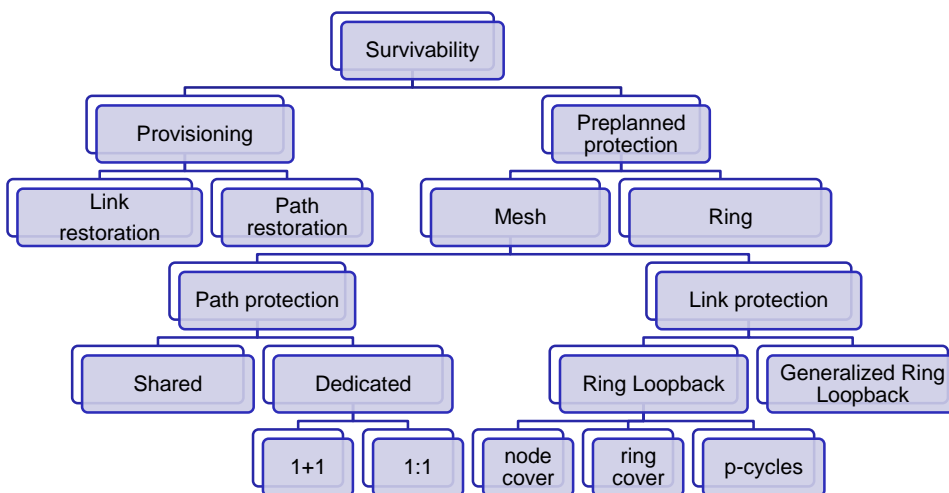 Survivability
Provisioning
Preplanned
protection
Link
restoration
Path
restoration
Mesh
Ring
Path protection
Link protection
Shared
Dedicated
Ring Loopback
Generalized Ring
Loopback
1+1
1:1
node
cover
ring
cover
p-cycles